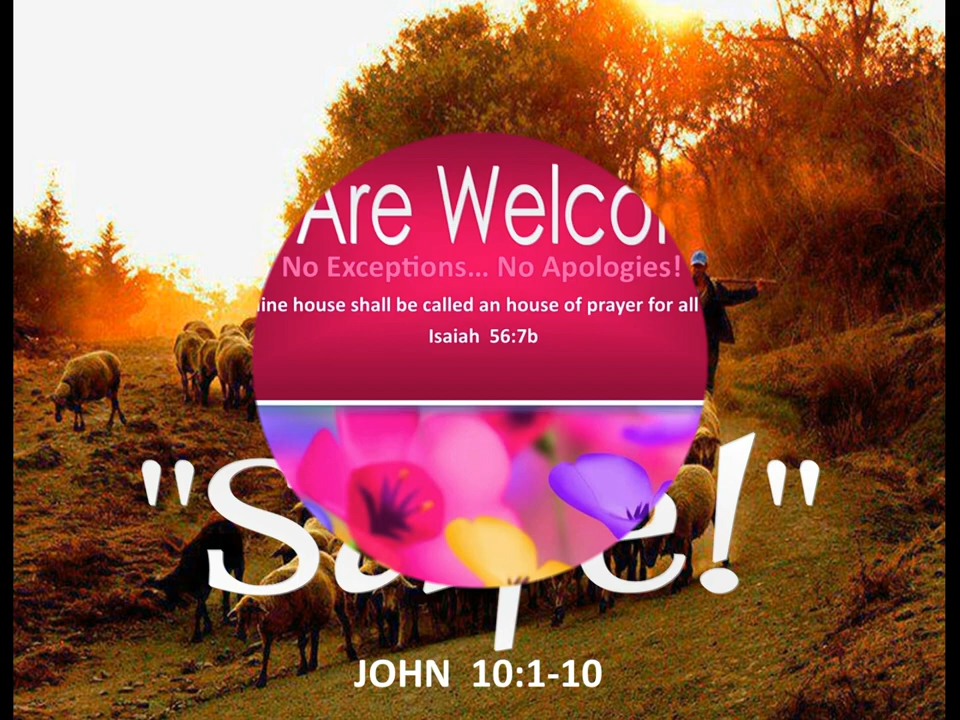 Are Welco
No Exceptions... No Apologies!
ine house shall be called an house of prayer for all
Isaiah 56:7b
JOHN 10:1-10